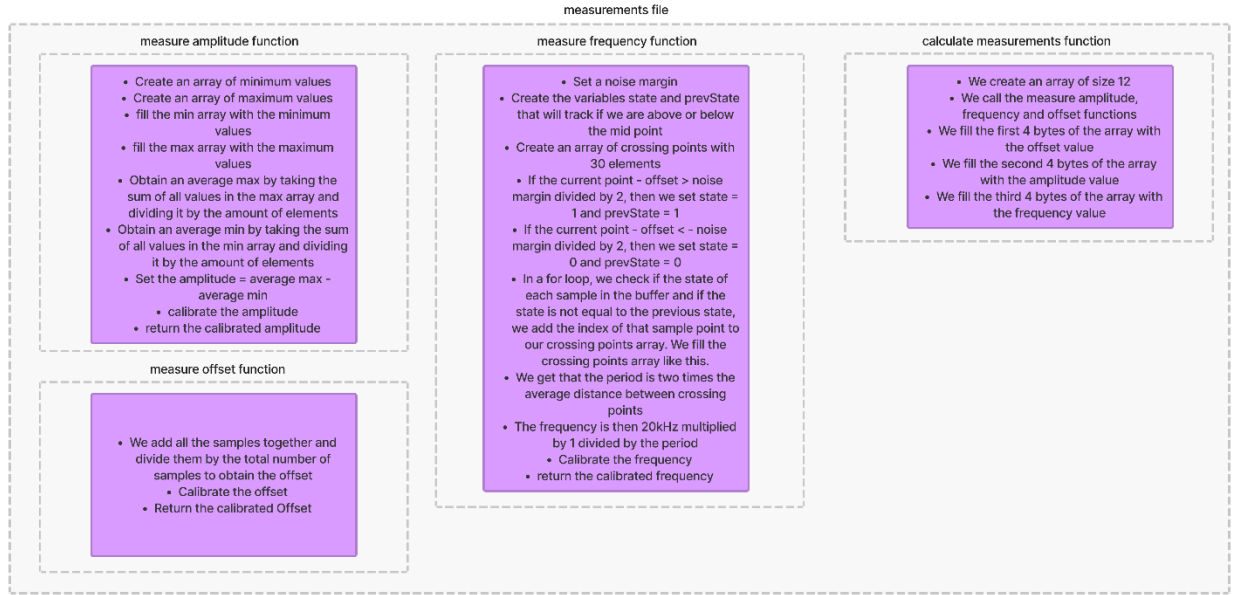 measurements file
measure amplitude function
• Create an array of minimum values
• Create an array of maximum values
• fill the min array with the minimum
values
• fill the max array with the maximum
values
• Obtain an average max by taking the
sum of all values in the max array and
dividing it by the amount of elements
• Obtain an average min by taking the sum
of all values in the min array and dividing
it by the amount of elements
• Set the amplitude = average max -
average min
• calibrate the amplitude
• return the calibrated amplitude
measure offset function
• We add all the samples together and
divide them by the total number of
samples to obtain the offset
• Calibrate the offset
• Return the calibrated Offset
measure frequency function
• Set a noise margin
• Create the variables state and prevState
that will track if we are above or below
the mid point
• Create an array of crossing points with
30 elements
• If the current point - offset > noise
margin divided by 2, then we set state =
1 and prevState = 1
• If the current point - offset < - noise
margin divided by 2, then we set state =
0 and prevState = 0
• In a for loop, we check if the state of
each sample in the buffer and if the
state is not equal to the previous state,
we add the index of that sample point to
our crossing points array. We fill the
crossing points array like this.
• We get that the period is two times the
average distance between crossing
points
• The frequency is then 20kHz multiplied
by 1 divided by the period
• Calibrate the frequency
• return the calibrated frequency
calculate measurements function
• We create an array of size 12
• We call the measure amplitude,
frequency and offset functions
• We fill the first 4 bytes of the array with
the offset value
• We fill the second 4 bytes of the array
with the amplitude value
• We fill the third 4 bytes of the array with
the frequency value